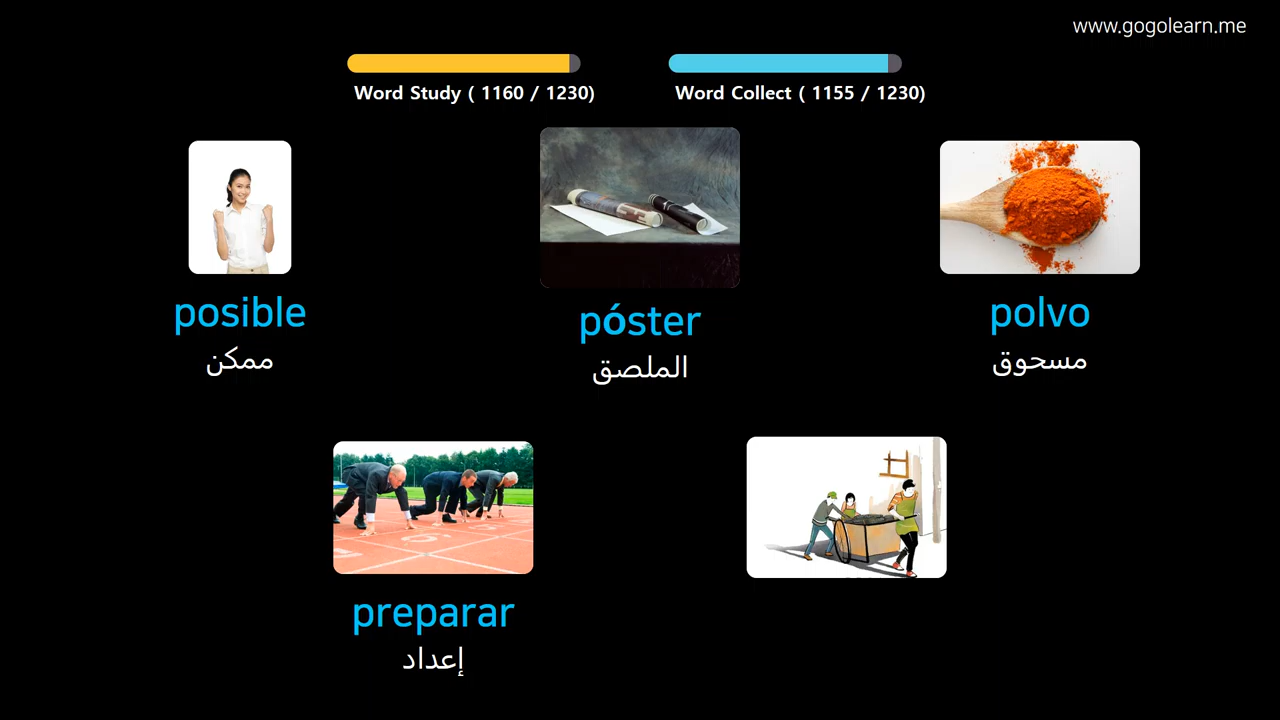 www.gogolearn.me
Word Study ( 1160 / 1230)
Word Collect ( 1155 / 1230)
posible
ممكن
póster
الملصق
polvo
مسحوق
preparar
إعداد